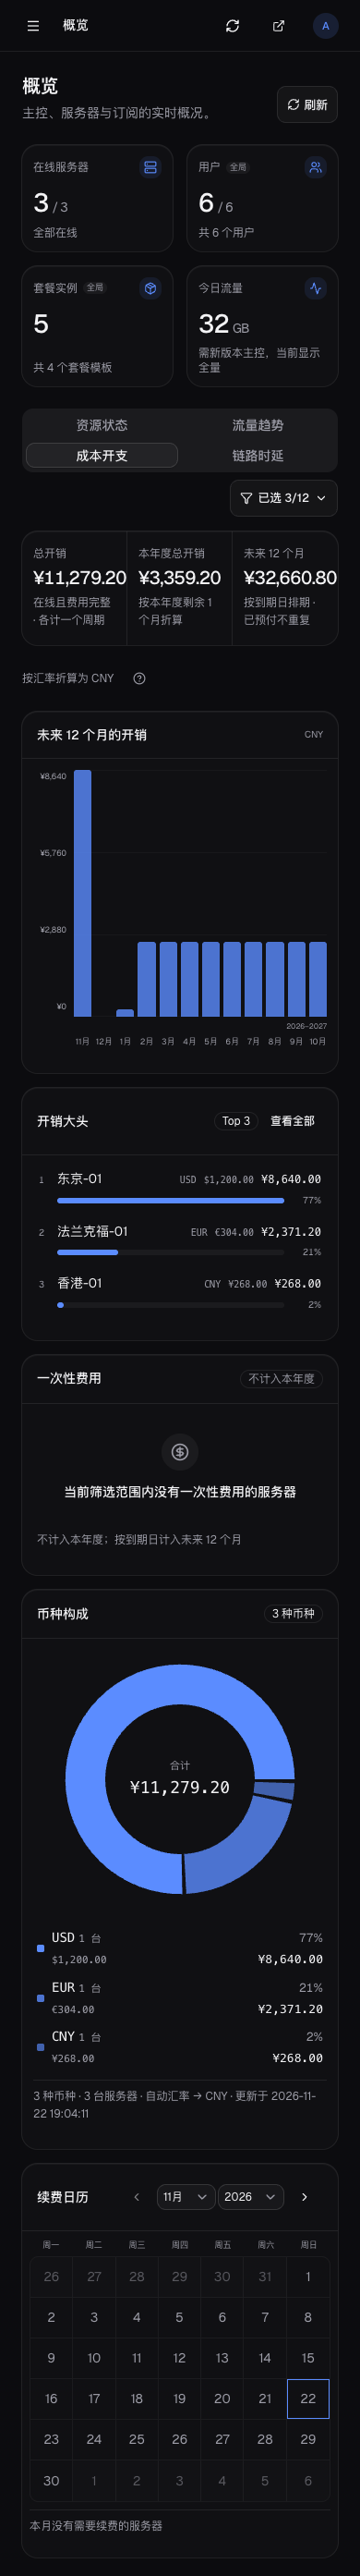 概览
A
概览
主控、服务器与订阅的实时概况。
刷新
在线服务器
3 / 3
全部在线
用户 全局
6 / 6
共 6 个用户
套餐实例 全局
5
共 4 个套餐模板
今日流量
32 GB
需新版本主控，当前显示
全量
资源状态
流量趋势
成本开支
链路时延
已选 3/12
总开销
¥11,279.20
在线且费用完整
· 各计一个周期
本年度总开销
¥3,359.20
按本年度剩余 1
个月折算
未来 12 个月
¥32,660.80
按到期日排期 ·
已预付不重复
按汇率折算为 CNY
未来 12 个月的开销
CNY
¥8,640
¥5,760
¥2,880
¥0
2026–2027
11月 12月 1月 2月 3月 4月 5月 6月 7月 8月 9月 10月
开销大头
Top 3
查看全部
1 东京-01 USD $1,200.00 ¥8,640.00
77%
2 法兰克福-01 EUR €304.00 ¥2,371.20
21%
3 香港-01 CNY ¥268.00 ¥268.00
2%
一次性费用
不计入本年度
当前筛选范围内没有一次性费用的服务器
不计入本年度；按到期日计入未来 12 个月
币种构成
3 种币种
合计
¥11,279.20
USD 1 台 77%
$1,200.00 ¥8,640.00
EUR 1 台 21%
€304.00 ¥2,371.20
CNY 1 台 2%
¥268.00 ¥268.00
3 种币种 · 3 台服务器 · 自动汇率 → CNY · 更新于 2026-11-
22 19:04:11
续费日历
11月
2026
周一 周二 周三 周四 周五 周六 周日
26 27 28 29 30 31 1
2 3 4 5 6 7 8
9 10 11 12 13 14 15
16 17 18 19 20 21 22
23 24 25 26 27 28 29
30 1 2 3 4 5 6
本月没有需要续费的服务器